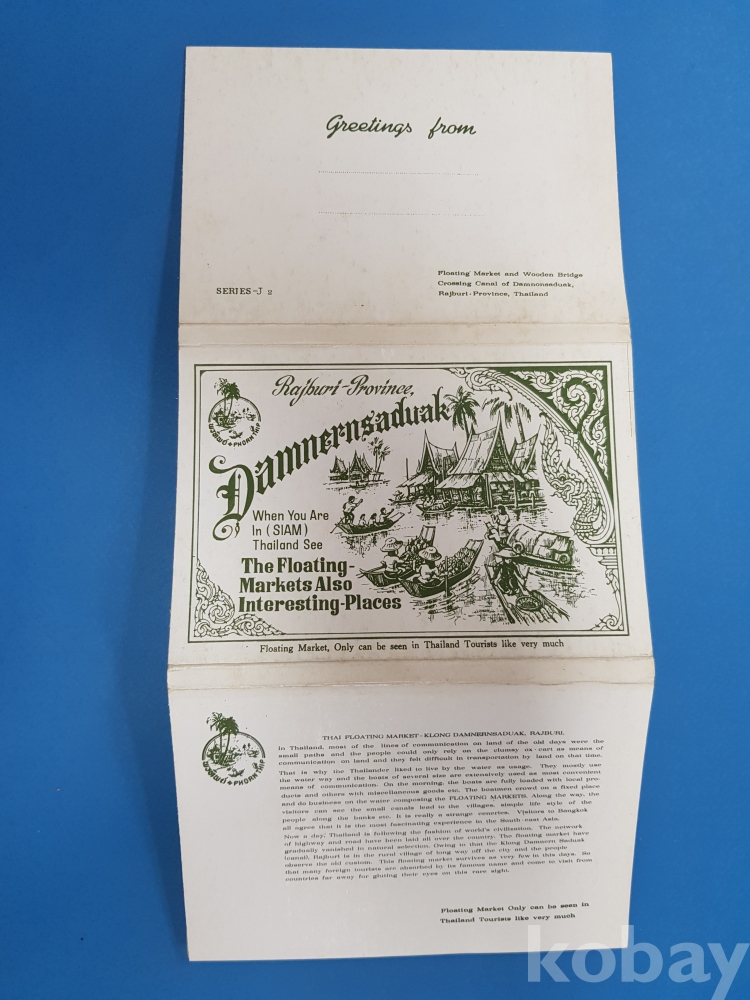 Greetings from
SERIES-J 2
Floating Market and Wooden Bridge
Crossing Canal of Damnonsaduak,
Rajburi-Province, Thailand
Rajburi-Province,
Damnernsaduak
PHORN THIP
When You Are
In (SIAM)
Thailand See
The Floating-
Markets Also
Interesting-Places
Floating Market, Only can be seen in Thailand Tourists like very much
PHORN THIP
THAI FLOATING MARKET-KLONG DAMNERNSADUAK, RAJBURI.
In Thailand, most of the lines of communication on land of the old days were the
small paths and the people could only rely on the clumsy ox-cart as means of
communication on land and they felt difficult in transportation by land on that time.
That is why the Thailander liked to live by the water as usage. They mostly use
the water way and the boats of several size are extensively used as most convenient
means of communication. On the morning, the boats are fully loaded with local pro-
ducts and others with miscellaneous goods etc. The boatmen crowd on a fixed place
and do business on the water composing the FLOATING MARKETS. Along the way, the
visitors can see the small canals lead to the villages, simple life style of the
people along the banks etc. It is really a strange ceneries. Visitors to Bangkok
all agree that it is the most fascinating experience in the South-east Asia.
Now a day, Thailand is following the fashion of world's civilisation. The network
of highway and road have been laid all over the country. The floating market have
gradually vanished in natural selection. Owing to that the Klong Damnern Saduak
(canal), Rajburi is in the rural village of long way off the city and the people
observe the old custom. This floating market survives as very few in this days. So
that many foreign tourists are absorbed by its famous name and come to visit from
countries far away for gluing their eyes on this rare sight.
Floating Market Only can be seen in
Thailand Tourists like very much
kobay